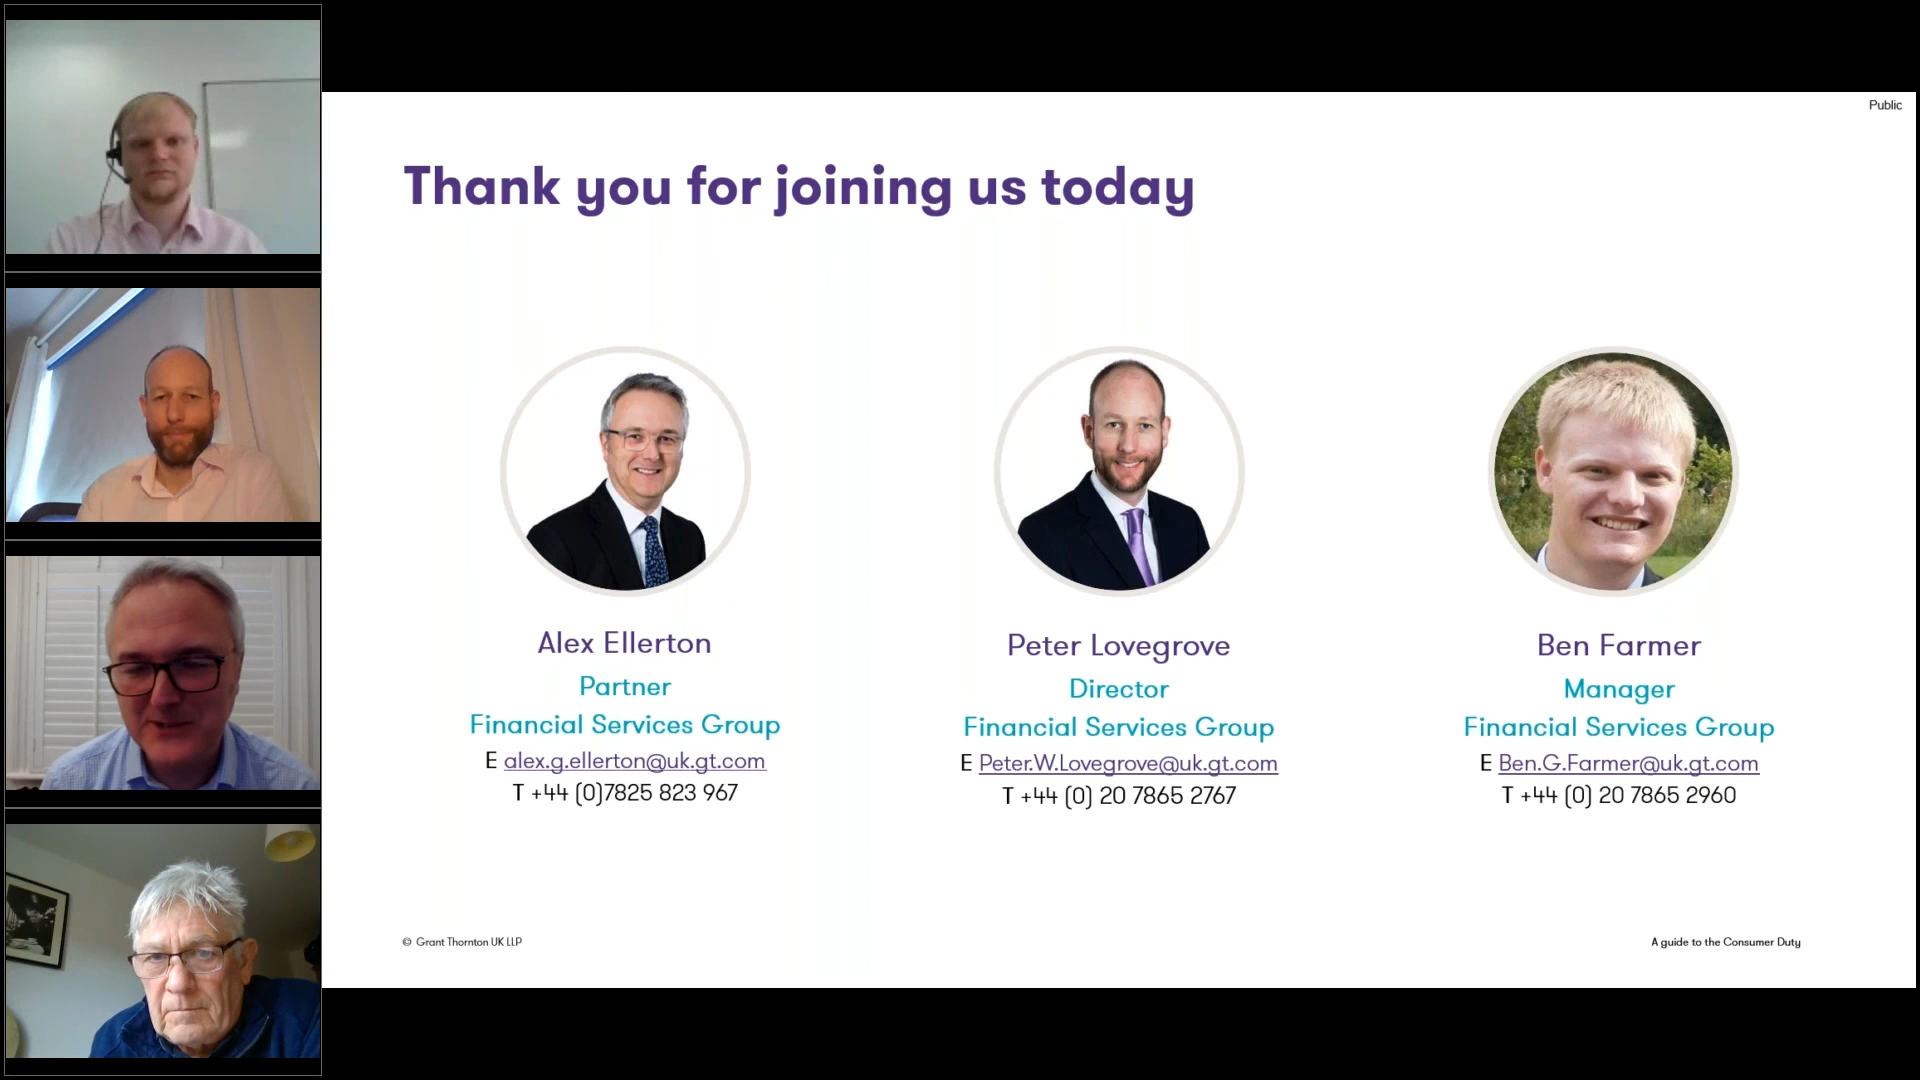 Public
Thank you for joining us today
Alex Ellerton
Partner
Financial Services Group
E alex.g.ellerton@uk.gt.com
T +44 (0)7825 823 967
Peter Lovegrove
Director
Financial Services Group
E Peter.W.Lovegrove@uk.gt.com
T +44 (0) 20 7865 2767
Ben Farmer
Manager
Financial Services Group
E Ben.G.Farmer@uk.gt.com
T +44 (0) 20 7865 2960
© Grant Thornton UK LLP
A guide to the Consumer Duty